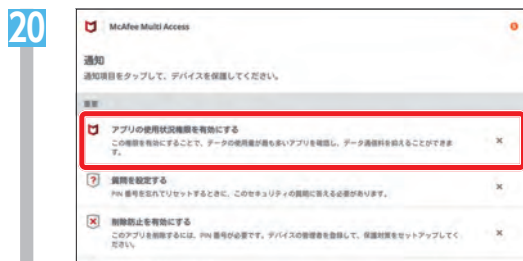 20
McAfee Multi Access
通知
通知項目をタップして、デバイスを保護してください。
重要
アプリの使用状況権限を有効にする
この権限を有効にすることで、データの使用量が最も多いアプリを確認し、データ通信料を抑えることができま
す。
質問を設定する
PIN 番号を忘れてリセットするときに、このセキュリティの質問に答える必要があります。
削除防止を有効にする
このアプリを削除するには、PIN 番号が必要です。デバイスの管理者を登録して、保護対策をセットアップしてく
ださい。